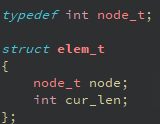 typedef int node_t;
struct elem_t
{
    node_t node;
    int cur_len;
};